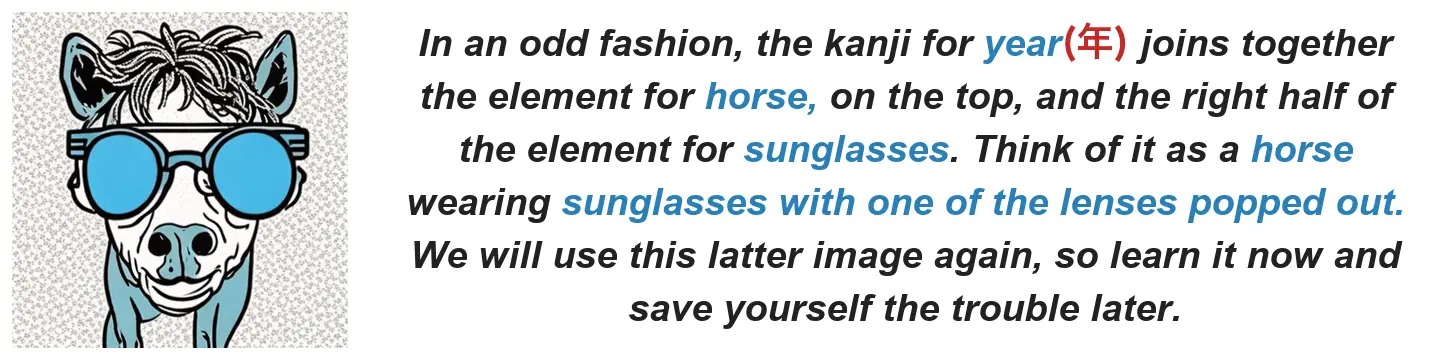 In an odd fashion, the kanji for year(年) joins together
the element for horse, on the top, and the right half of
the element for sunglasses. Think of it as a horse
wearing sunglasses with one of the lenses popped out.
We will use this latter image again, so learn it now and
save yourself the trouble later.